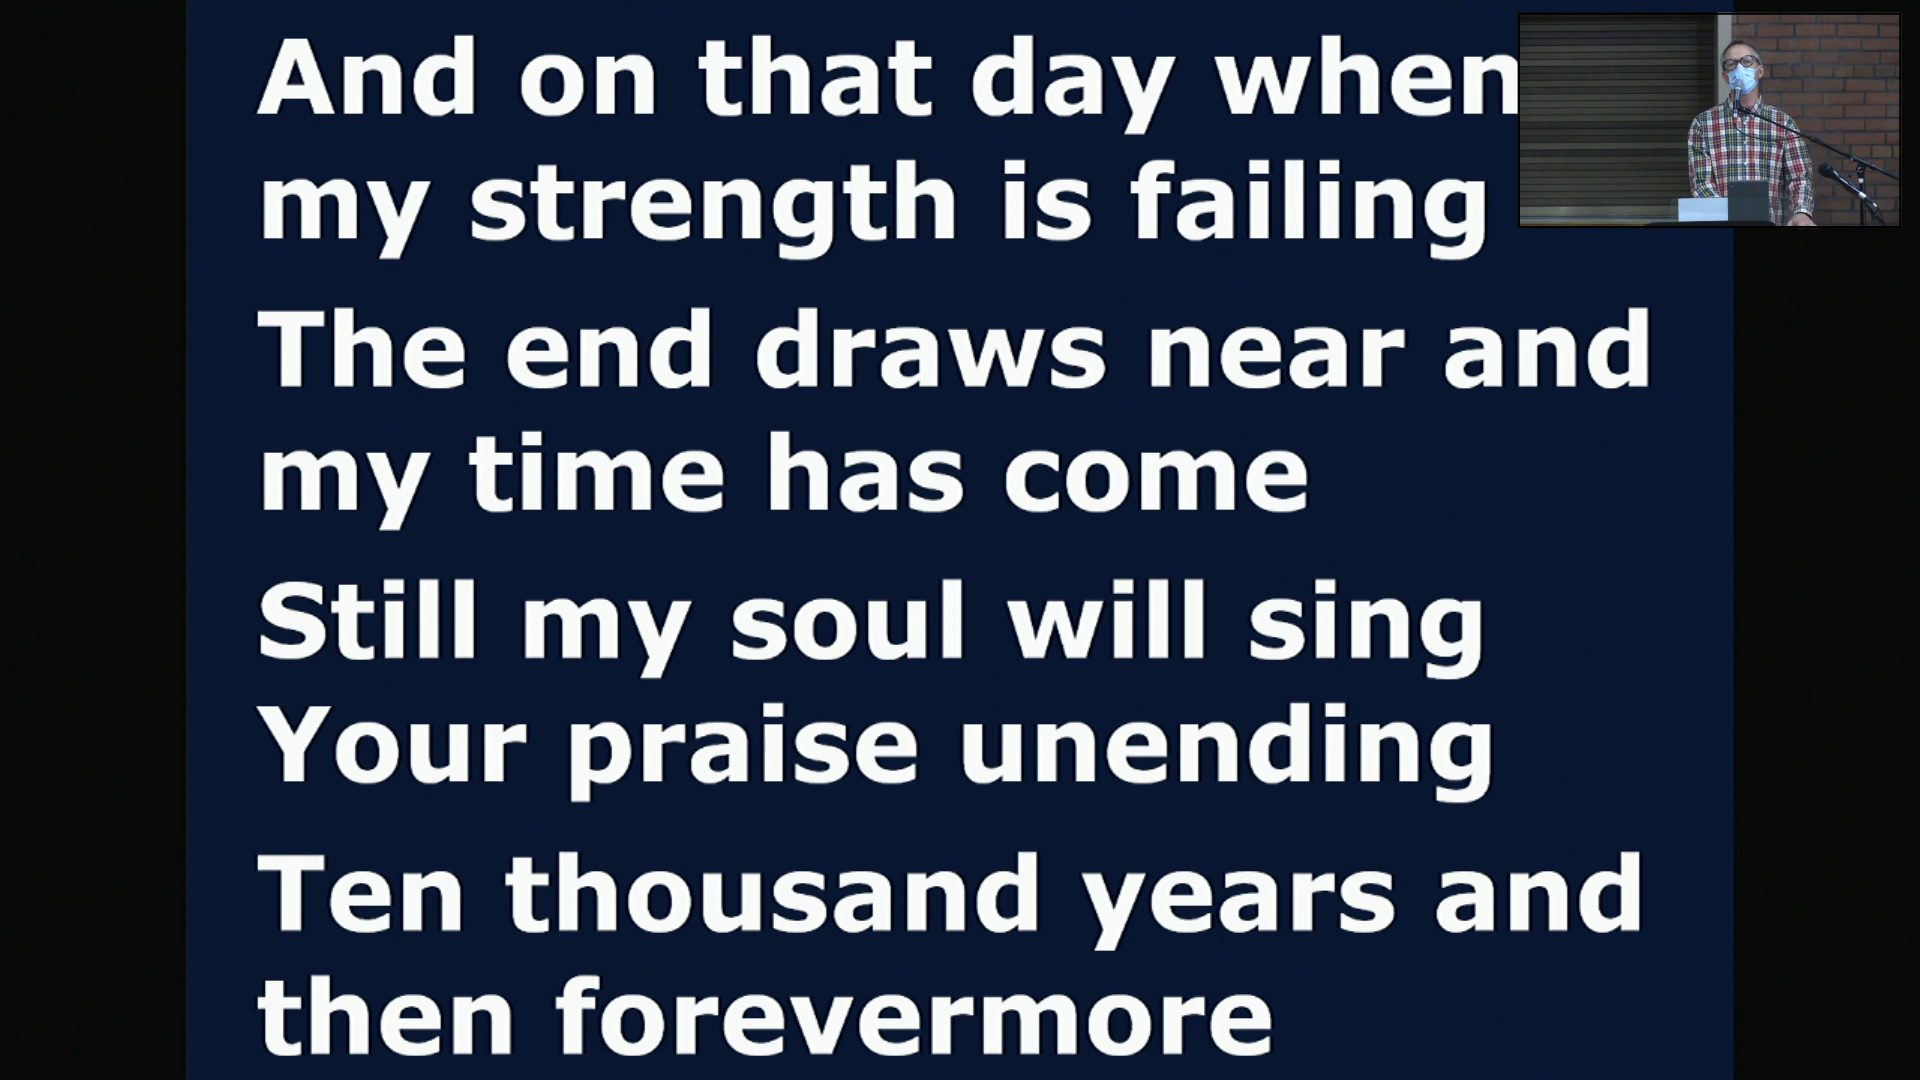 And on that day when
my strength is failing
The end draws near and
my time has come
Still my soul will sing
Your praise unending
Ten thousand years and
then forevermore